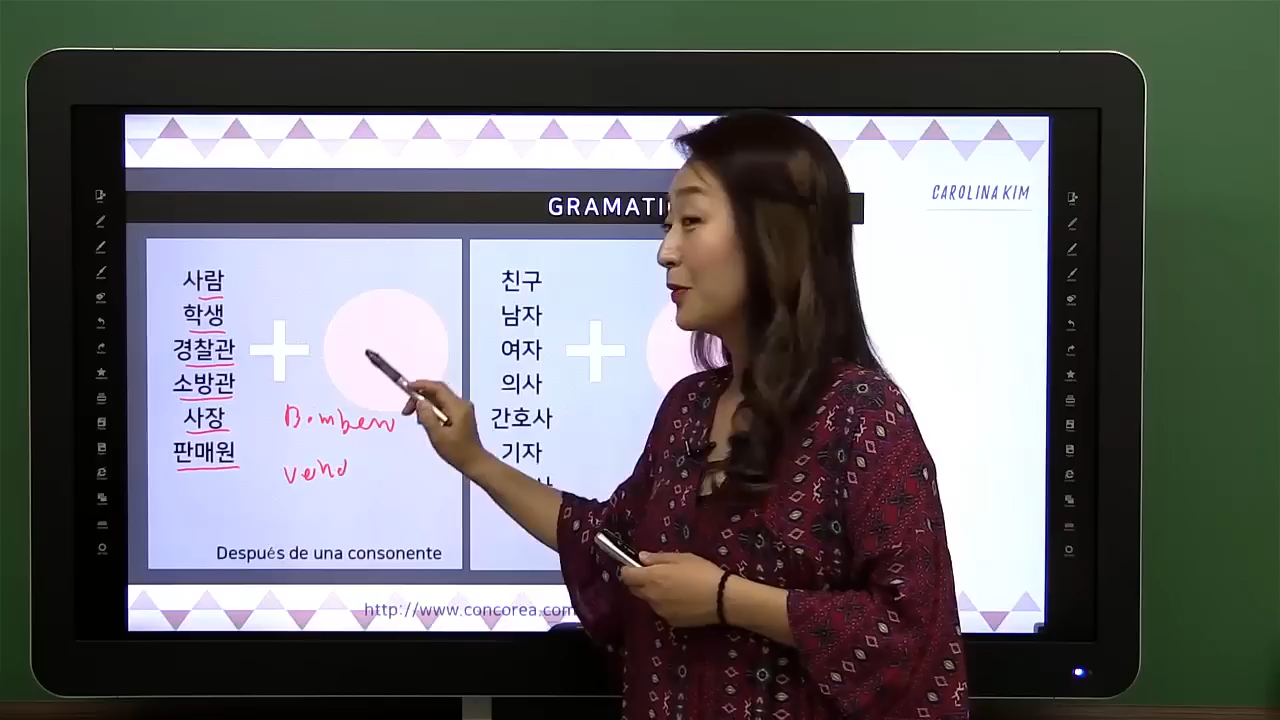 CAROLINA KIM
GRAMATI
사람
학생
경찰관
소방관
사장
판매원
Bombero
vend
Después de una consonente
친구
남자
여자
의사
간호사
기자
http://www.concorea.com